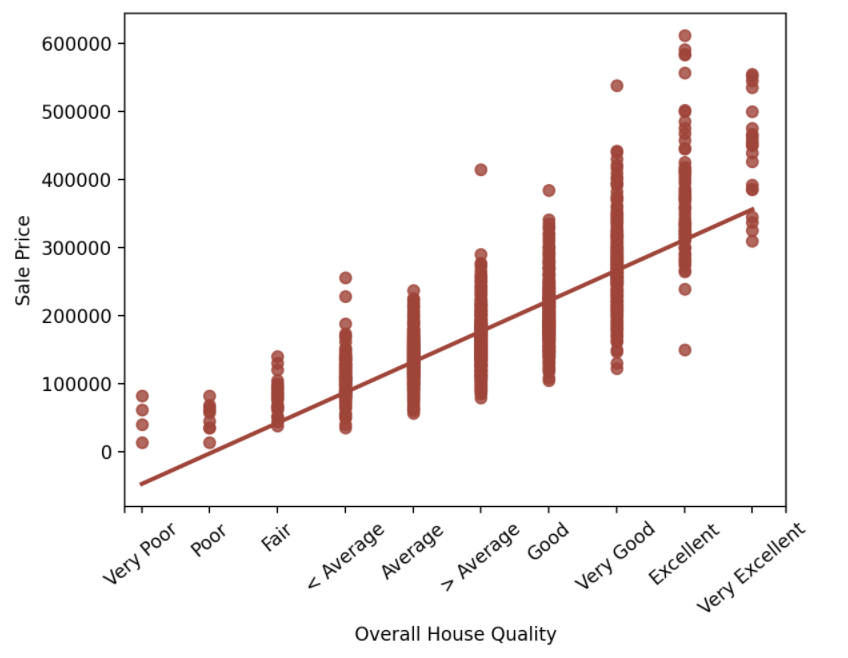 600000
500000
400000
300000
200000
100000
0
Sale Price
Very Poor
Poor
Fair
< Average
Average
> Average
Good
Very Good
Excellent
Very Excellent
Overall House Quality